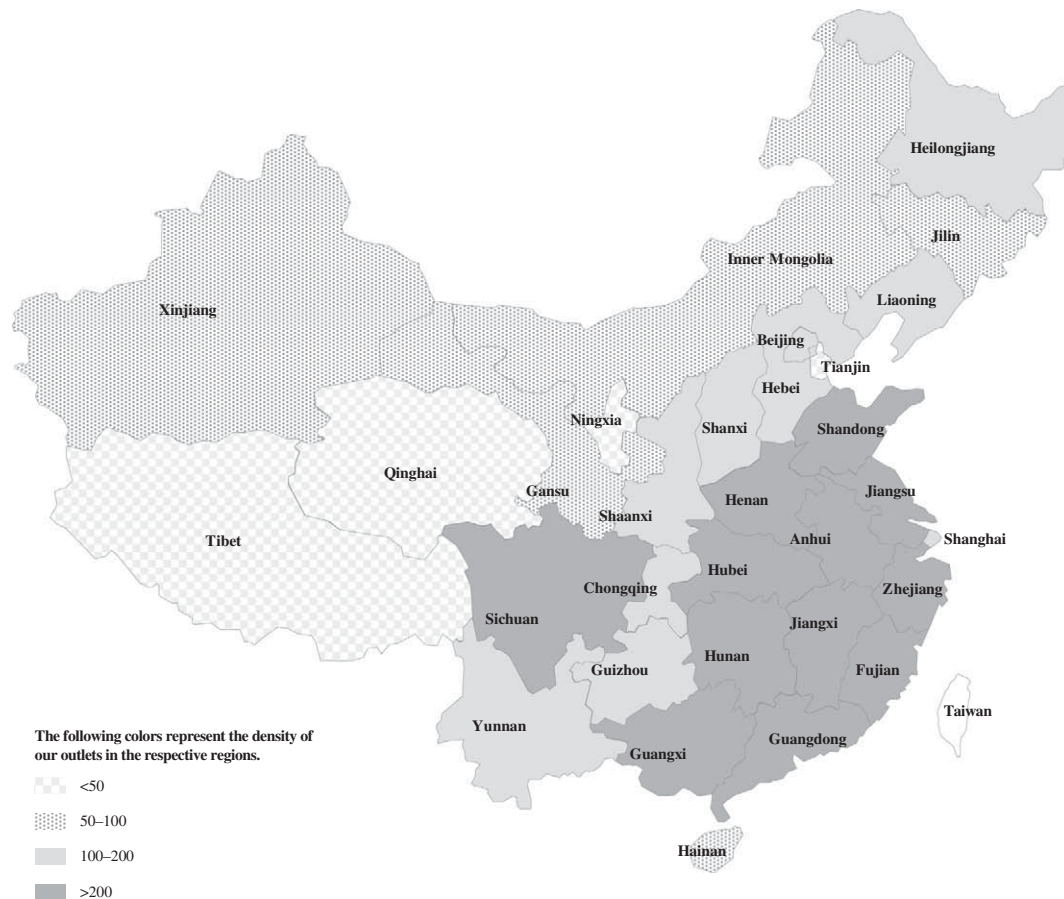 Heilongjiang
Jilin
Inner Mongolia
Liaoning
Xinjiang
Beijing
Tianjin
Hebei
Ningxia
Shanxi
Shandong
Qinghai
Gansu
Henan
Jiangsu
Shaanxi
Tibet
Anhui
Shanghai
Hubei
Chongqing
Zhejiang
Sichuan
Jiangxi
Hunan
Guizhou
Fujian
Taiwan
Yunnan
Guangdong
Guangxi
Hainan
The following colors represent the density of
our outlets in the respective regions.
<50
50–100
100–200
>200